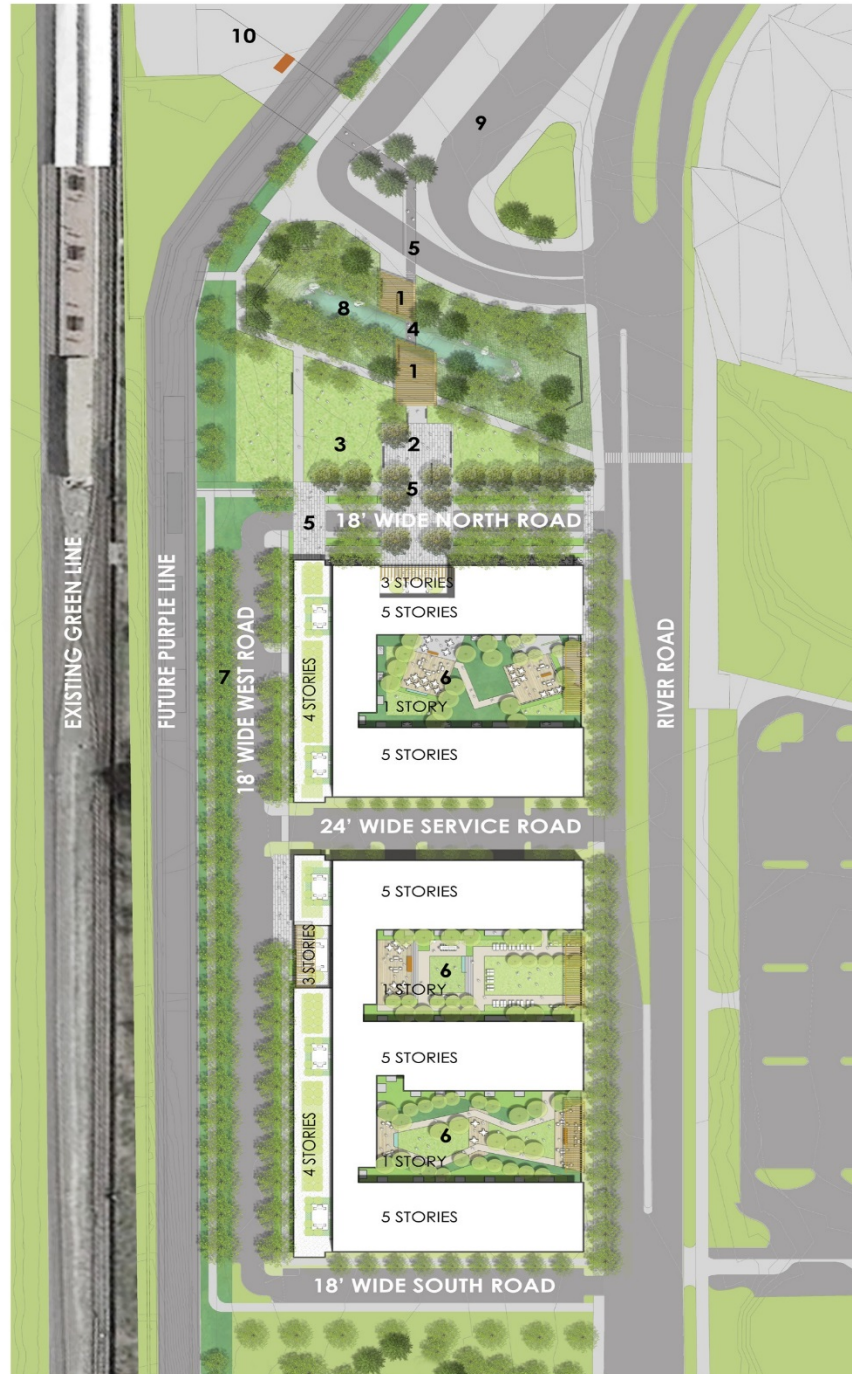 10
9
5
1
8
4
1
3
2
5
5
18' WIDE NORTH ROAD
3 STORIES
5 STORIES
EXISTING GREEN LINE
FUTURE PURPLE LINE
7
18' WIDE WEST ROAD
4 STORIES
6
1 STORY
RIVER ROAD
5 STORIES
24' WIDE SERVICE ROAD
5 STORIES
3 STORIES
6
1 STORY
5 STORIES
4 STORIES
6
1 STORY
5 STORIES
18' WIDE SOUTH ROAD